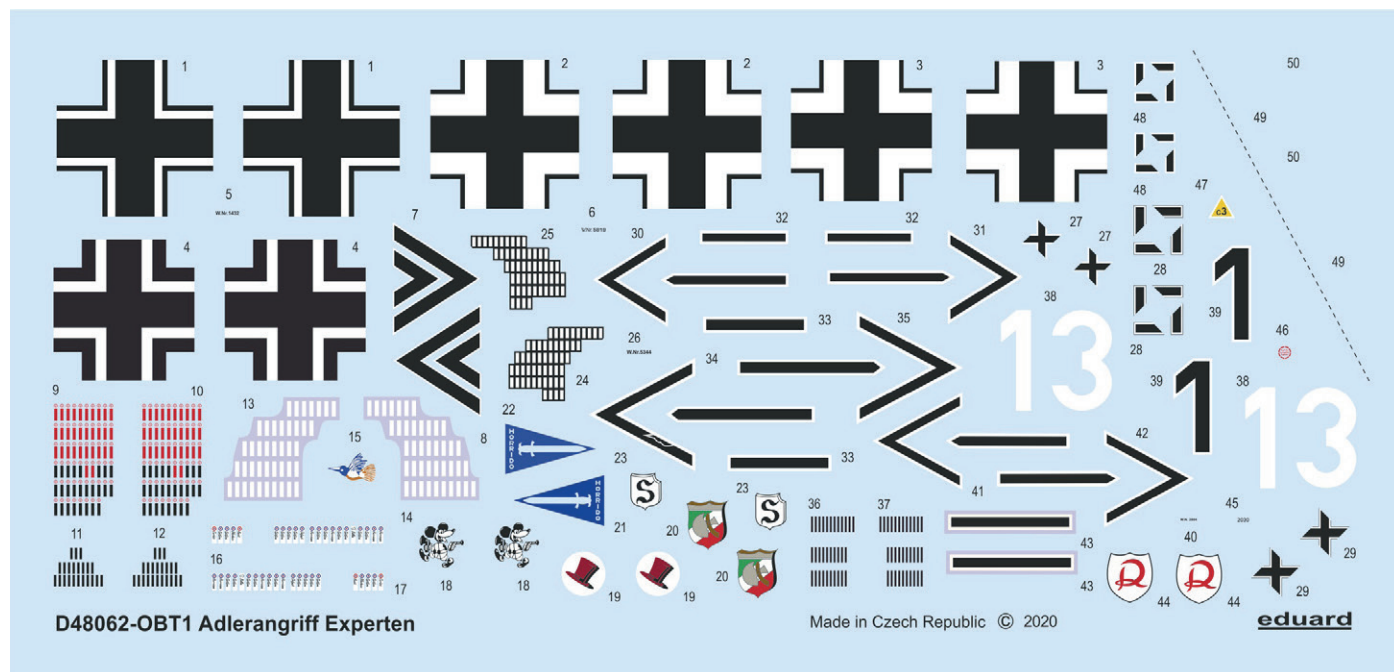 1 1 2 2 3 3 50
48 49
48 50
5 W.Nr.1432 7 6 47
c3
25 30 32 32 31 27 27
4 4 38 28 49
39 46
26 33 35 28
W.Nr.5344
24 34 39 38
9 10 13 22 8 42
15 HORRIDO 23 33
HORRIDO S 23 S 41 45
11 12 14 21 20 36 37 40
16 43 29
17 18 18 19 19 20 43 44 44 29
13 13
1 1
D48062-OBT1 Adlerangriff Experten
Made in Czech Republic © 2020
eduard